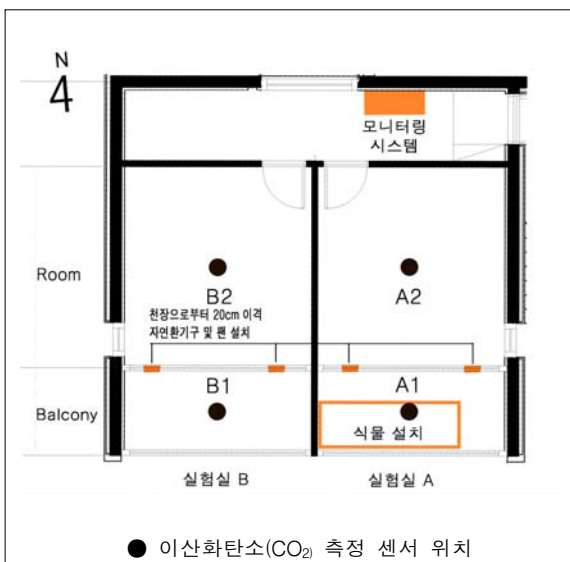 N
4
모니터링
시스템
Room
B2
A2
천장으로부터 20cm 이격
자연환기구 및 팬 설치
B1
A1
Balcony
식물 설치
실험실 B
실험실 A
● 이산화탄소(CO₂) 측정 센서 위치